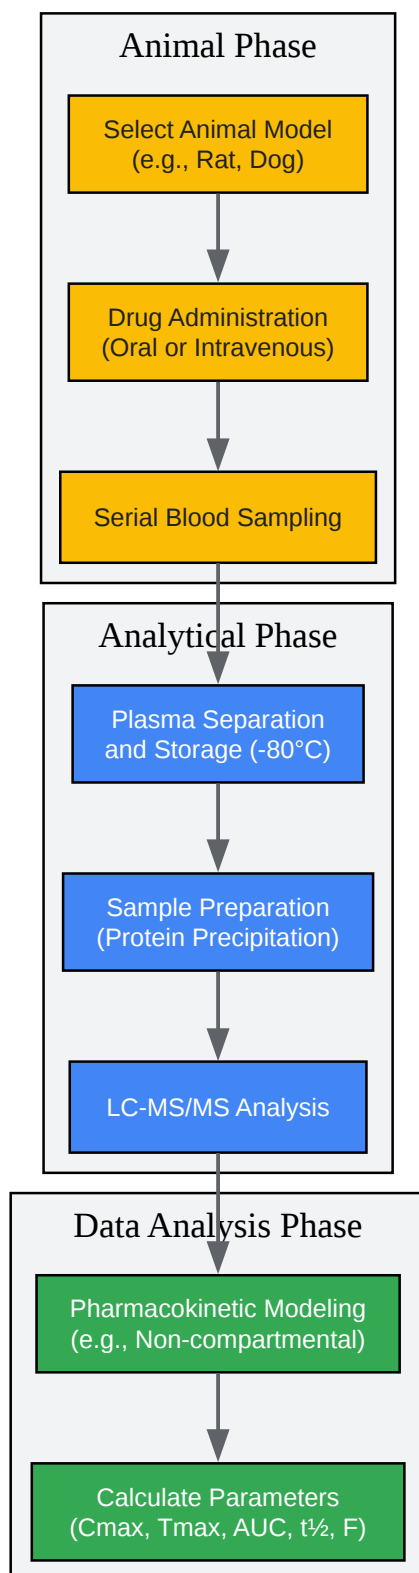 Animal Phase
Select Animal Model
(e.g., Rat, Dog)
Drug Administration
(Oral or Intravenous)
Serial Blood Sampling
Analytical Phase
Plasma Separation
and Storage (-80°C)
Sample Preparation
(Protein Precipitation)
LC-MS/MS Analysis
Data Analysis Phase
Pharmacokinetic Modeling
(e.g., Non-compartmental)
Calculate Parameters
(Cmax, Tmax, AUC, t½, F)